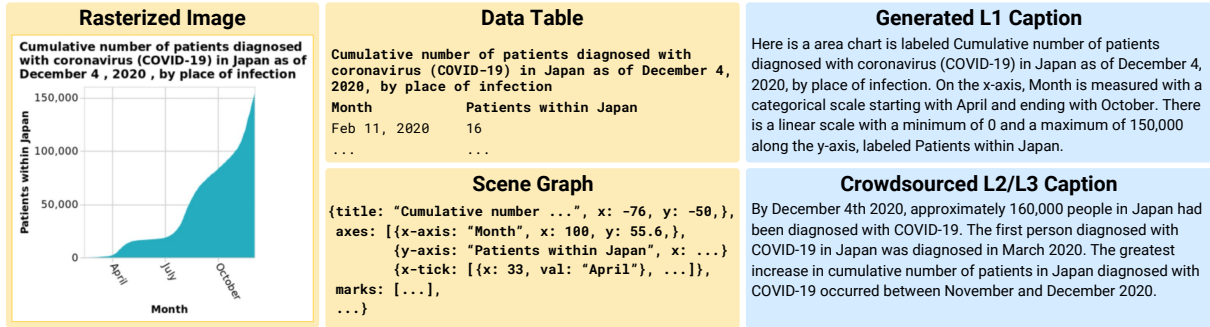 Rasterized Image
Cumulative number of patients diagnosed
with coronavirus (COVID-19) in Japan as of
December 4 , 2020 , by place of infection
150,000
100,000
50,000
0
Patients within Japan
April
July
October
Month
Data Table
Cumulative number of patients diagnosed with
coronavirus (COVID-19) in Japan as of December 4,
2020, by place of infection
Month Patients within Japan
Feb 11, 2020 16
... ...
Scene Graph
{title: “Cumulative number ...”, x: -76, y: -50,},
axes: [{x-axis: “Month”, x: 100, y: 55.6,},
{y-axis: “Patients within Japan”, x: ...}
{x-tick: [{x: 33, val: “April”}, ...]},
marks: [...],
...}
Generated L1 Caption
Here is a area chart is labeled Cumulative number of patients
diagnosed with coronavirus (COVID-19) in Japan as of December 4,
2020, by place of infection. On the x-axis, Month is measured with a
categorical scale starting with April and ending with October. There
is a linear scale with a minimum of 0 and a maximum of 150,000
along the y-axis, labeled Patients within Japan.
Crowdsourced L2/L3 Caption
By December 4th 2020, approximately 160,000 people in Japan had
been diagnosed with COVID-19. The first person diagnosed with
COVID-19 in Japan was diagnosed in March 2020. The greatest
increase in cumulative number of patients in Japan diagnosed with
COVID-19 occurred between November and December 2020.